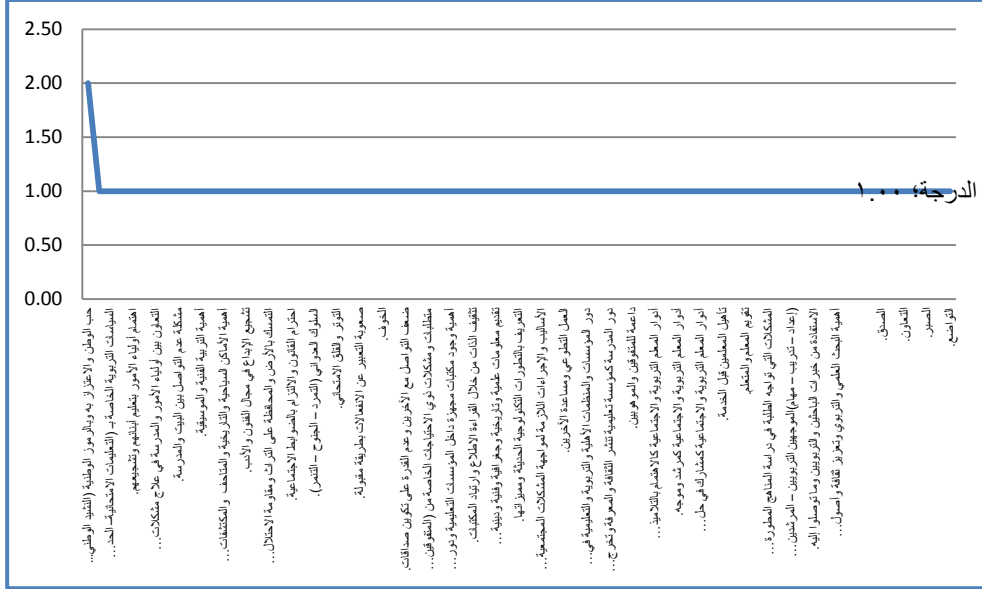 2.50
2.00
1.50
1.00
0.50
0.00
الدرجة؛ ١.٠٠
حب الوطن والاعتزاز به وبالرموز الوطنية (النشيد الوطني...
السياسات التربوية الخاصة بـ (التعليمات الامتحانية- الحد...
اهتمام أولياء الأمور بتعليم ابنائهم وتشجيعهم.
التعاون بين أولياء الأمور والمدرسة في علاج مشكلات...
مشكلة عدم التواصل بين البيت والمدرسة.
أهمية التربية الفنية والموسيقية.
أهمية الأماكن السياحية والتاريخية والمتاحف والمكتشفات...
تشجيع الإبداع في مجال الفنون والأدب.
التمسك بالأرض والمحافظة على التراث ومقاومة الاحتلال...
احترام القانون والالتزام بالضوابط الاجتماعية.
السلوك العدواني (التمرد – الجنوح – التنمر).
التوتر والقلق الامتحاني.
صعوبة التعبير عن الانفعالات بطريقة مقبولة.
الخوف.
ضعف التواصل مع الآخرين وعدم القدرة على تكوين صداقات.
متطلبات ومشكلات ذوي الاحتياجات الخاصة من (المتفوقين...
أهمية وجود مكتبات مجهزة داخل المؤسسات التعليمية ودور...
تثقيف الذات من خلال القراءة الاطلاع وارتياد المكتبات.
تقديم معلومات علمية وتاريخية وجغرافية وفنية ودينية...
التعريف بالتطورات التكنولوجية الحديثة ومميزاتها.
الأساليب والإجراءات اللازمة لمواجهة المشكلات المجتمعية...
العمل التطوعي ومساعدة الآخرين.
دور المؤسسات والمنظمات الأهلية والتربوية والتعليمية في...
دور المدرسة كمؤسسة تعليمية تنشر الثقافة والمعرفة وتخرج...
داعمة للمتفوقين والموهوبين.
أدوار المعلم التربوية والاجتماعية كالاهتمام بالتلاميذ...
أدوار المعلم التربوية والاجتماعية كمرشد وموجه.
أدوار المعلم التربوية والاجتماعية كمشارك في حل...
تأهيل المعلمين قبل الخدمة.
تقويم المعلم والمتعلم.
المشكلات التي تواجه الطلبة في دراسة المناهج المطورة...
(إعداد – تدريب – مهام)الموجهين التربويين – المرشدين...
الاستفادة من خبرات الباحثين والتربويين وما توصلوا إليه.
أهمية البحث العلمي والتربوي وتعزيز ثقافة وأصول...
الصدق.
التعاون.
الصبر.
التواضع.